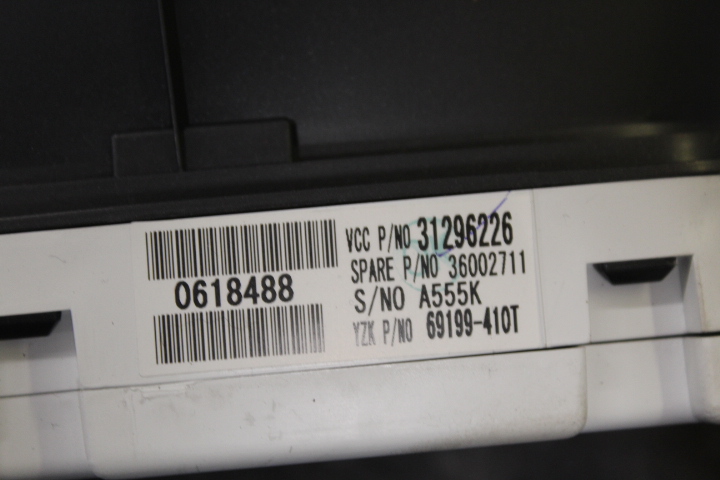 0618488
VCC P/NO 31296226
SPARE P/NO 36002711
S/NO A555K
YZK P/NO 69199-410T